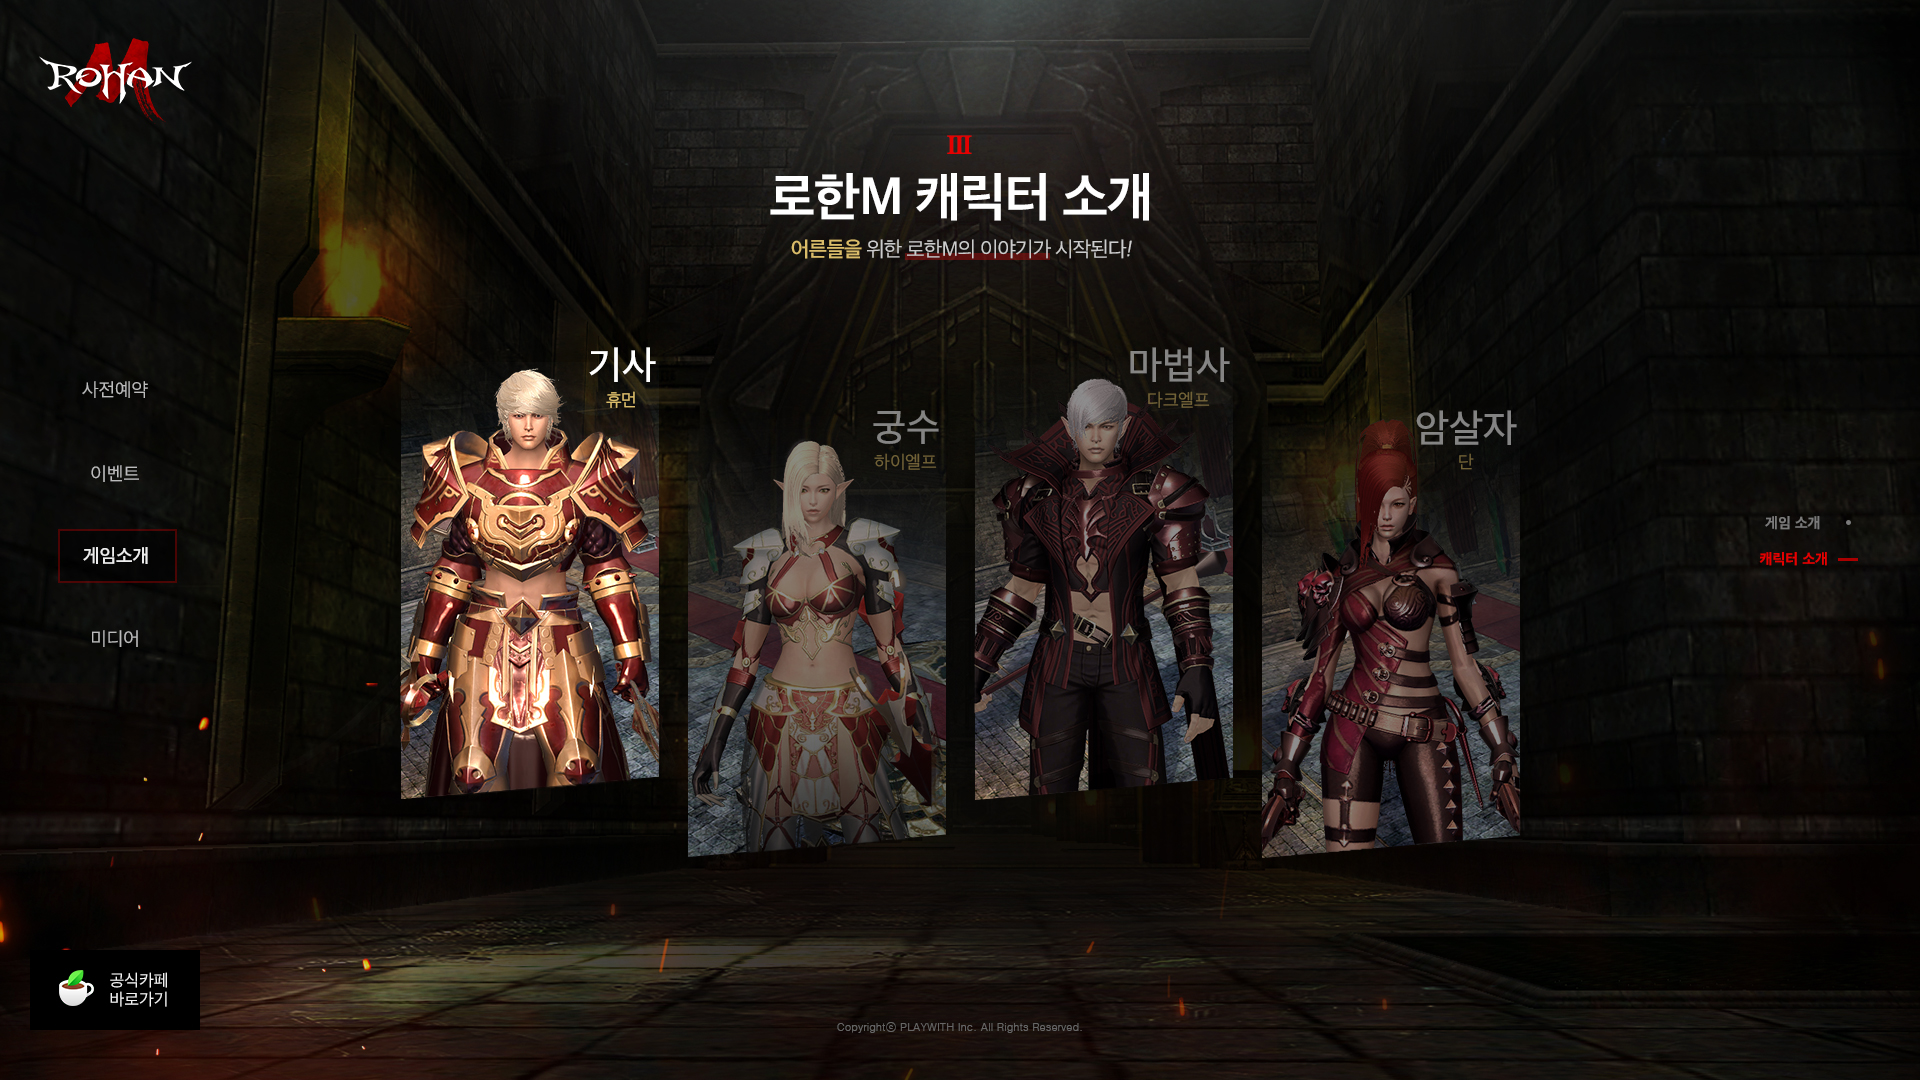 ROHAN M
III
로한M 캐릭터 소개
어른들을 위한 로한M의 이야기가 시작된다!
사전예약
이벤트
게임소개
미디어
기사
휴먼
궁수
하이엘프
마법사
다크엘프
암살자
단
게임 소개
캐릭터 소개
공식카페
바로가기
Copyrightⓒ PLAYWITH Inc. All Rights Reserved.